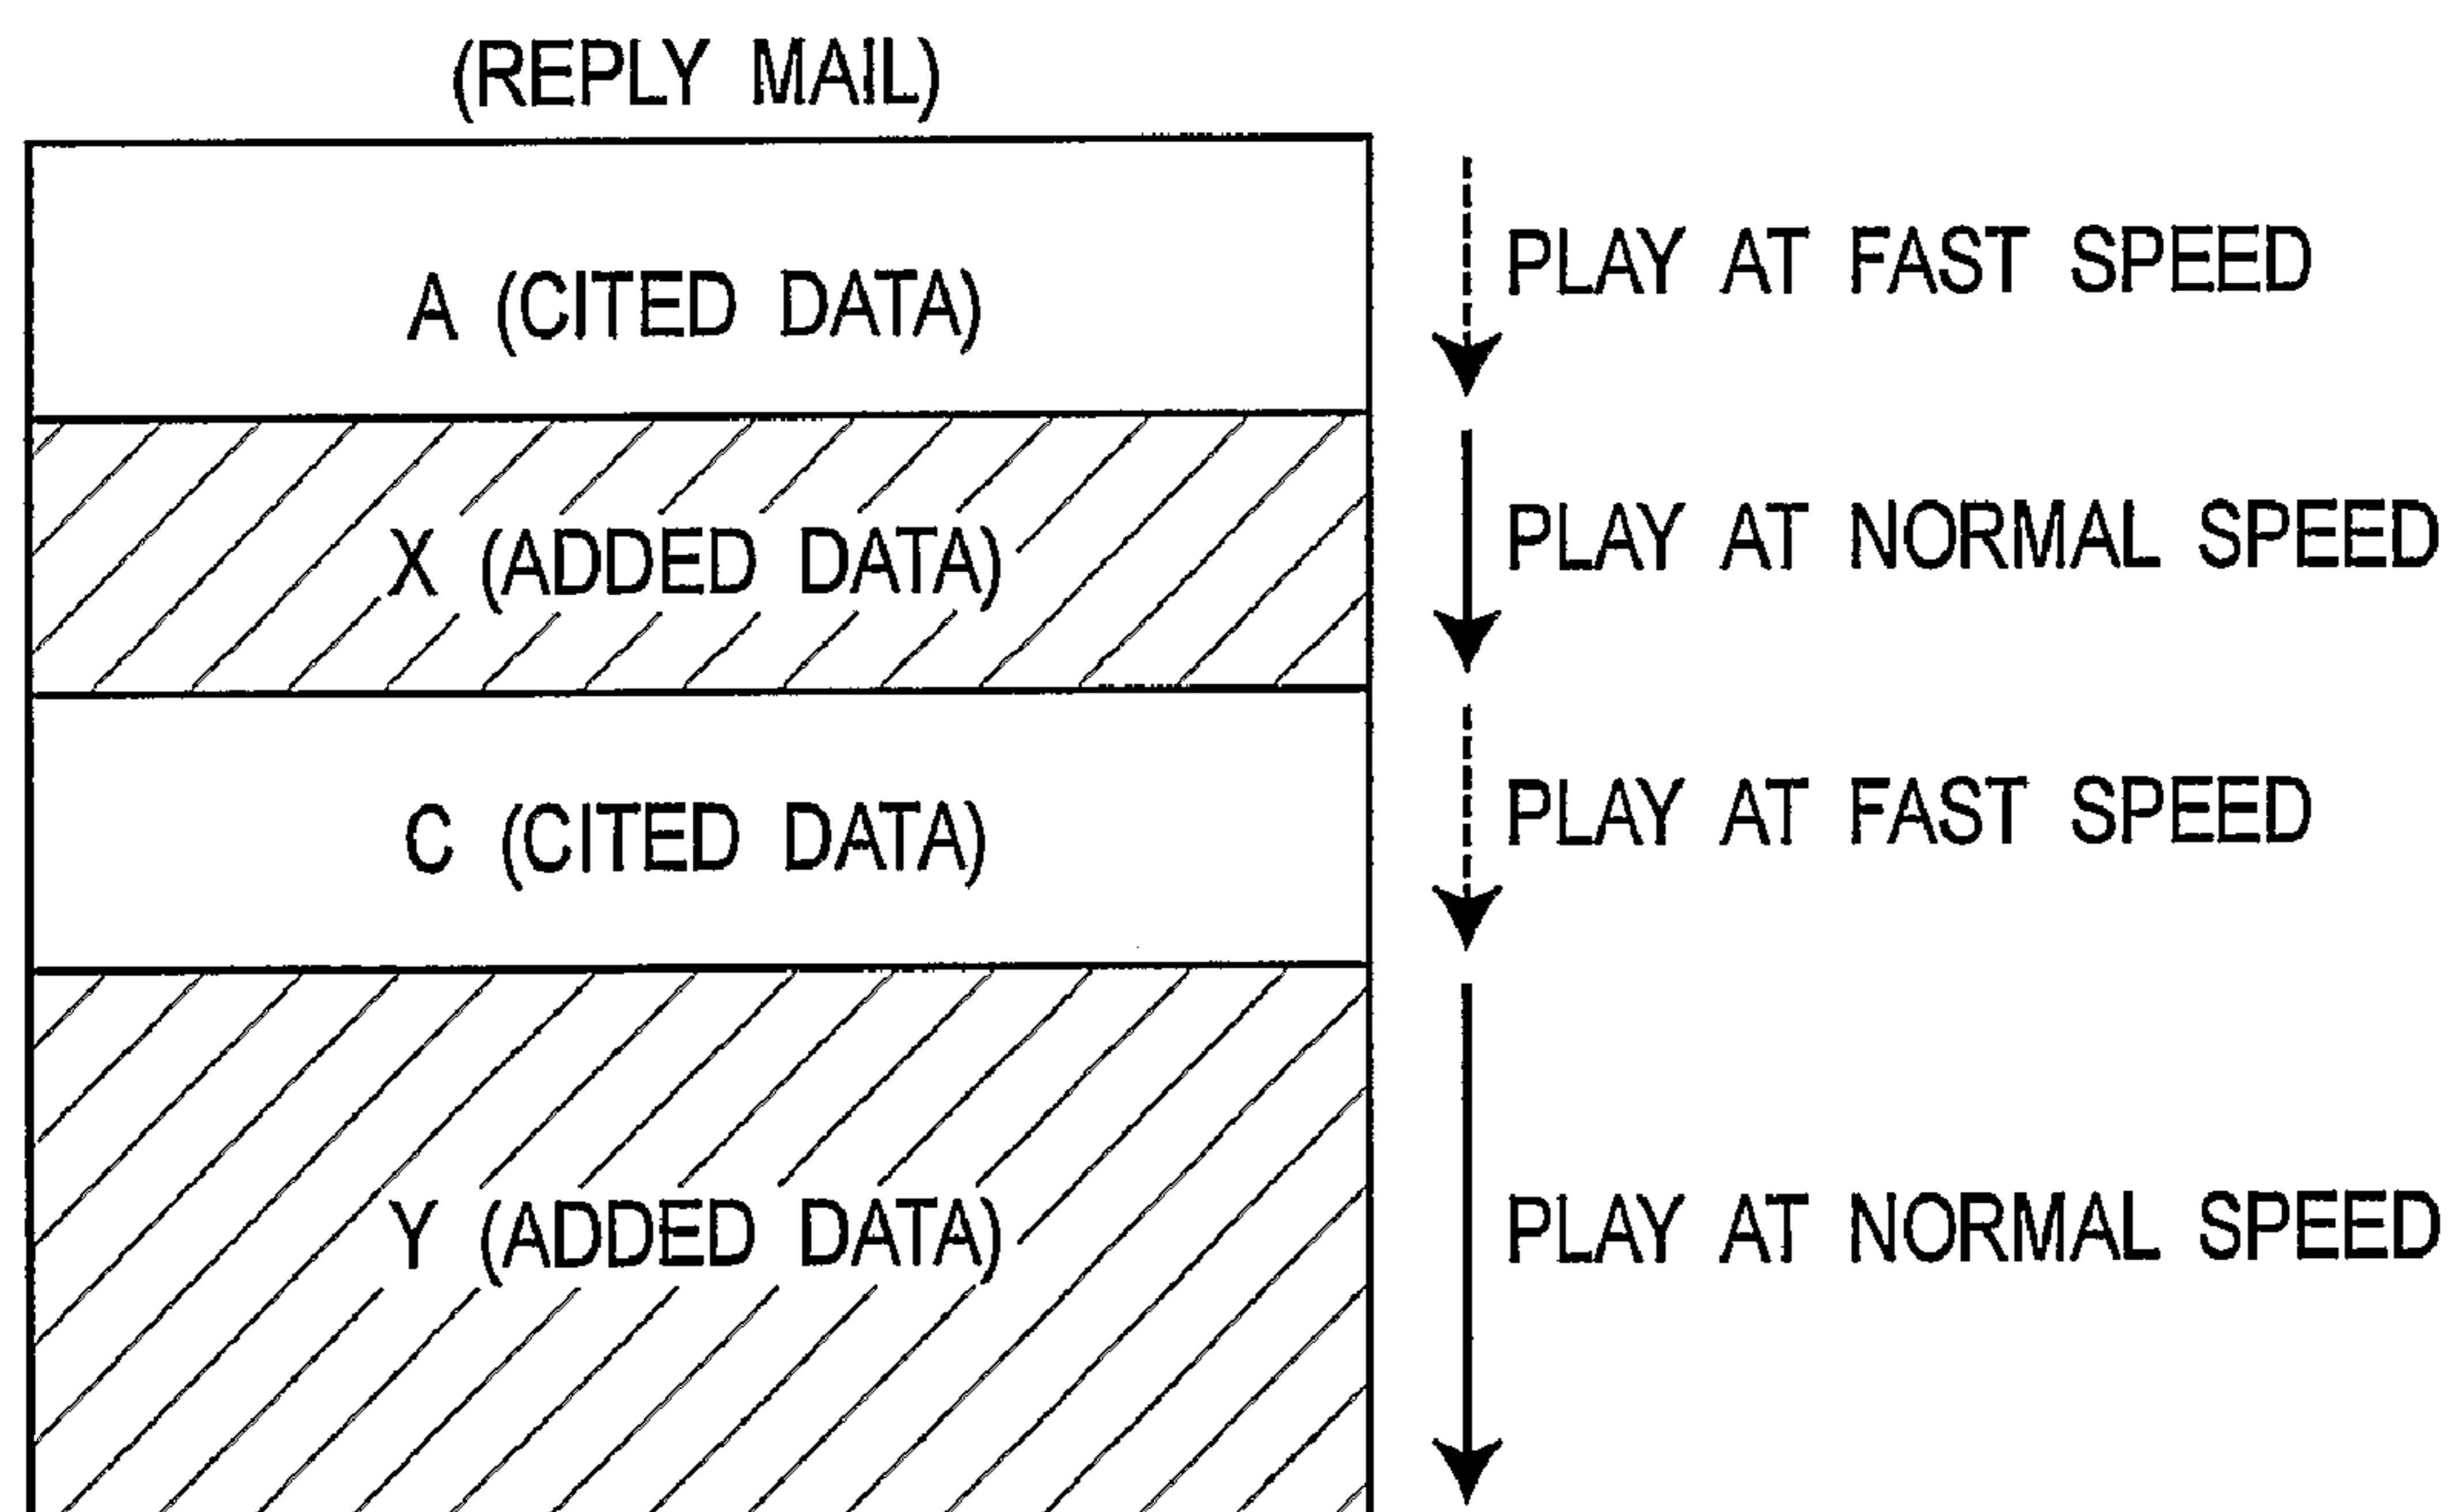 (REPLY MAIL)
A (CITED DATA)
PLAY AT FAST SPEED
X (ADDED DATA)
PLAY AT NORMAL SPEED
C (CITED DATA)
PLAY AT FAST SPEED
Y (ADDED DATA)
PLAY AT NORMAL SPEED